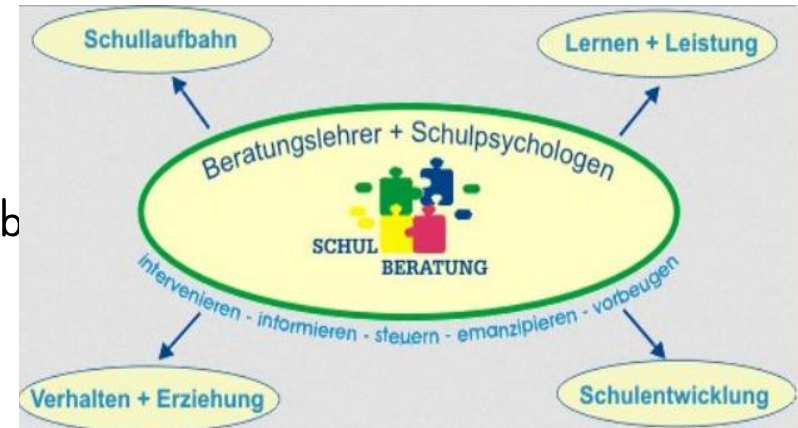 Schullaufbahn
Lernen + Leistung
Beratungslehrer + Schulpsychologen
b
SCHUL
BERATUNG
intervenieren - informieren - steuern - emanzipieren - vorbeugen
Verhalten + Erziehung
Schulentwicklung